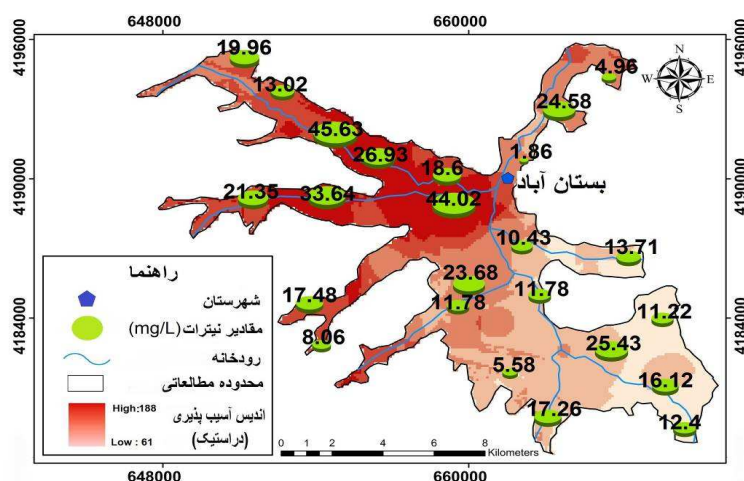 648000
660000
4196000
4190000
4184000
N
W
E
S
19.96
13.02
45.63
26.93
18.6
4.96
24.58
1.86
بستان آباد
21.35
33.64
44.02
10.43
13.71
23.68
11.78
11.78
17.48
8.06
11.22
25.43
5.58
16.12
17.26
12.4
راهنما
شهرستان
مقادیر نیترات (mg/L)
رودخانه
محدوده مطالعاتی
اندیس آسیب پذیری
(دراستیک)
High:188
Low : 61
0 1 2 4 6 8
Kilometers
648000
660000